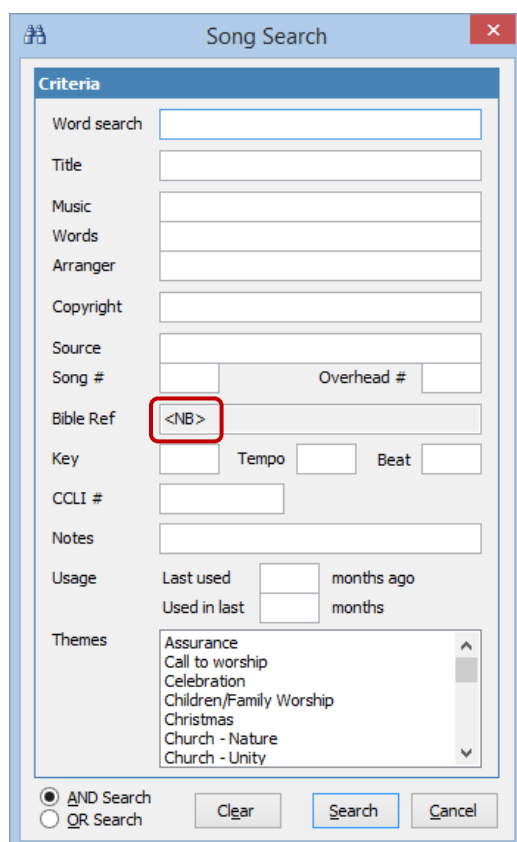 Song Search
Criteria
Word search
Title
Music
Words
Arranger
Copyright
Source
Song # Overhead #
Bible Ref <NB>
Key Tempo Beat
CCLI #
Notes
Usage Last used months ago
Used in last months
Themes Assurance
Call to worship
Celebration
Children/Family Worship
Christmas
Church - Nature
Church - Unity
AND Search
OR Search
Clear Search Cancel